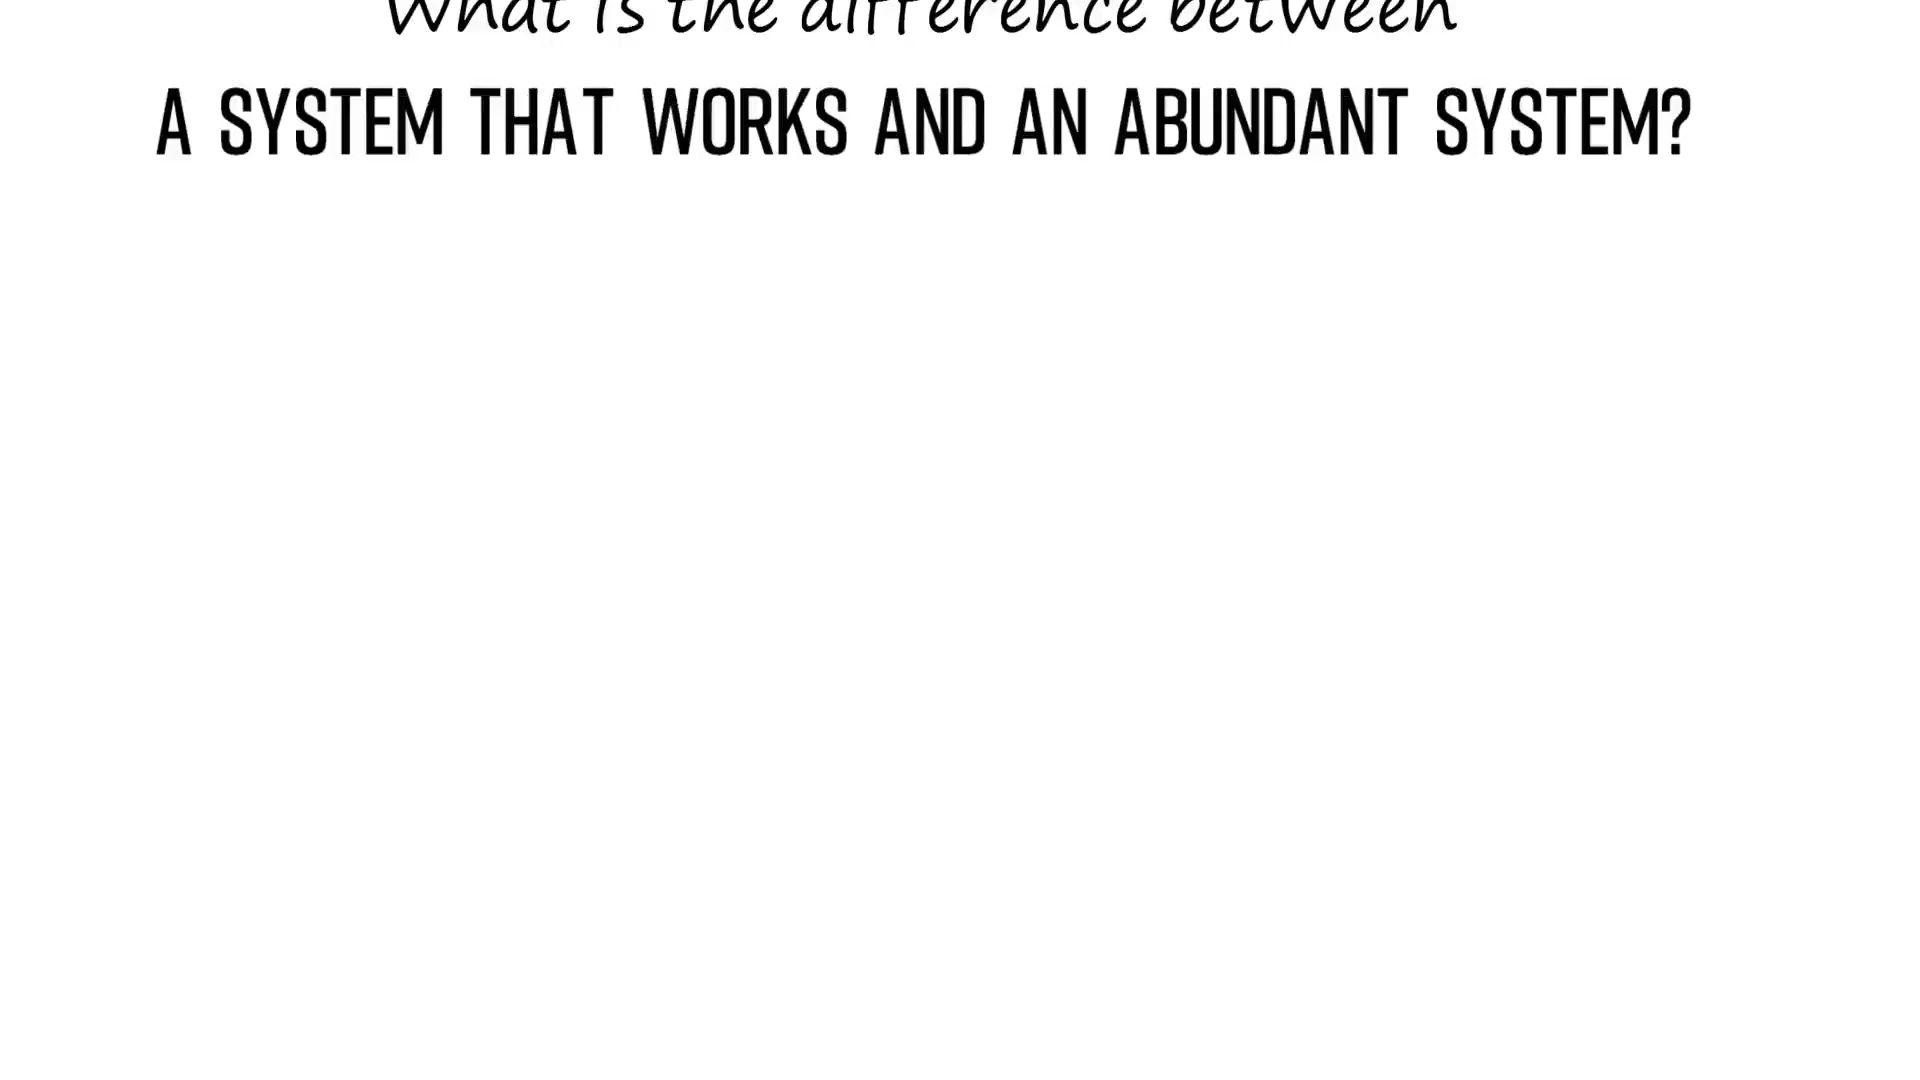 What is the difference between
A SYSTEM THAT WORKS AND AN ABUNDANT SYSTEM?